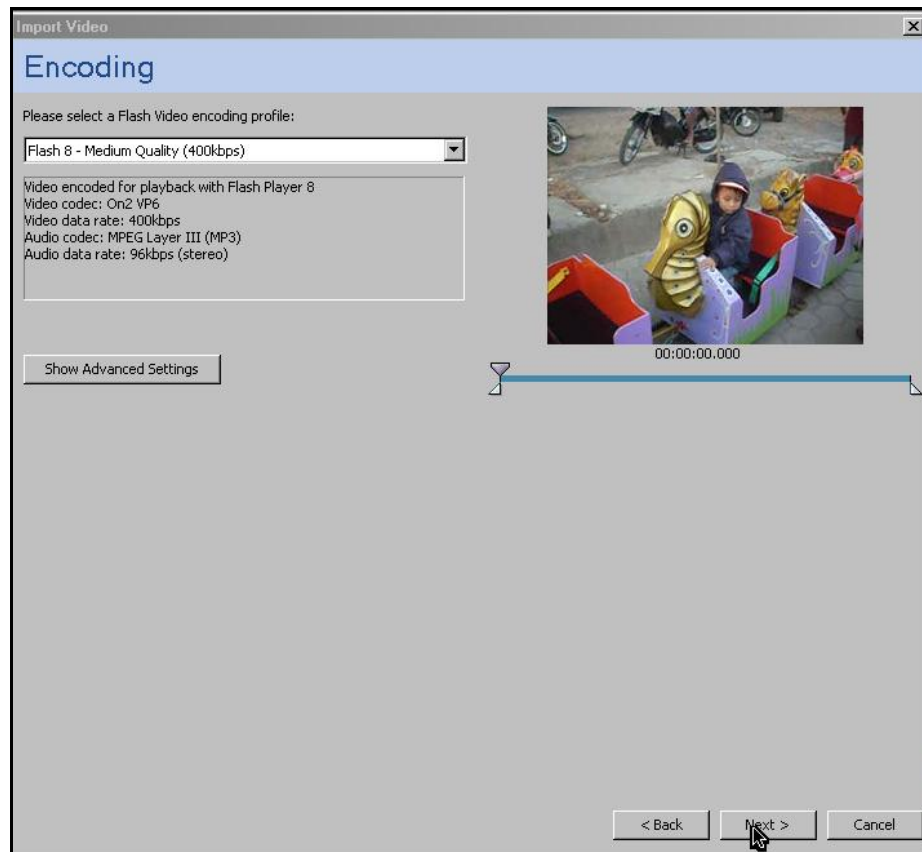 Import Video
Encoding
Please select a Flash Video encoding profile:
Flash 8 - Medium Quality (400kbps)
Video encoded for playback with Flash Player 8
Video codec: On2 VP6
Video data rate: 400kbps
Audio codec: MPEG Layer III (MP3)
Audio data rate: 96kbps (stereo)
00:00:00.000
Show Advanced Settings
< Back
Next >
Cancel